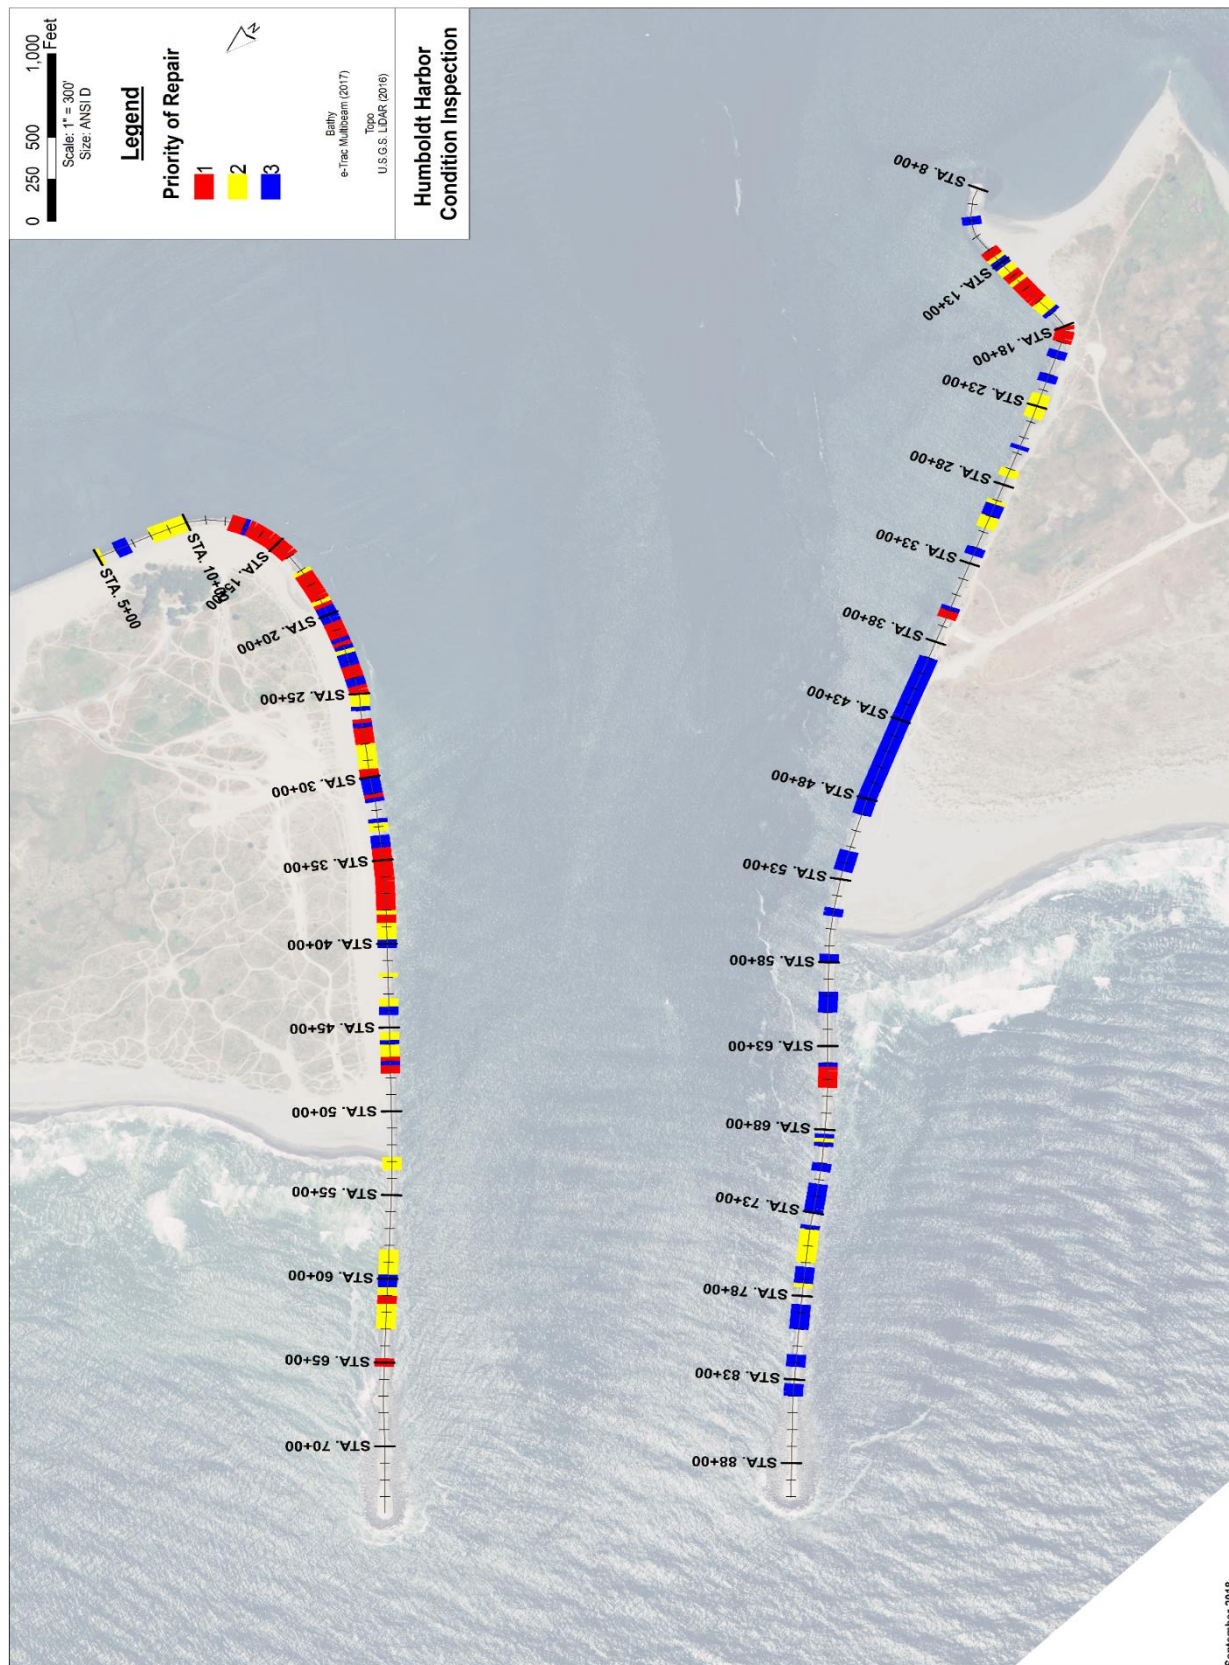 0 250 500 1,000
Feet
Scale: 1" = 300'
Size: ANSI D
Legend
Priority of Repair
1
2
3
N
Bathy
e-Trac Multibeam (2017)
Topo
U.S.G.S. LiDAR (2016)
Humboldt Harbor
Condition Inspection
STA. 5+00
STA. 10+00
STA. 15+00
STA. 20+00
STA. 25+00
STA. 30+00
STA. 35+00
STA. 40+00
STA. 45+00
STA. 50+00
STA. 55+00
STA. 60+00
STA. 65+00
STA. 70+00
STA. 8+00
STA. 13+00
STA. 18+00
STA. 23+00
STA. 28+00
STA. 33+00
STA. 38+00
STA. 43+00
STA. 48+00
STA. 53+00
STA. 58+00
STA. 63+00
STA. 68+00
STA. 73+00
STA. 78+00
STA. 83+00
STA. 88+00
September 2018